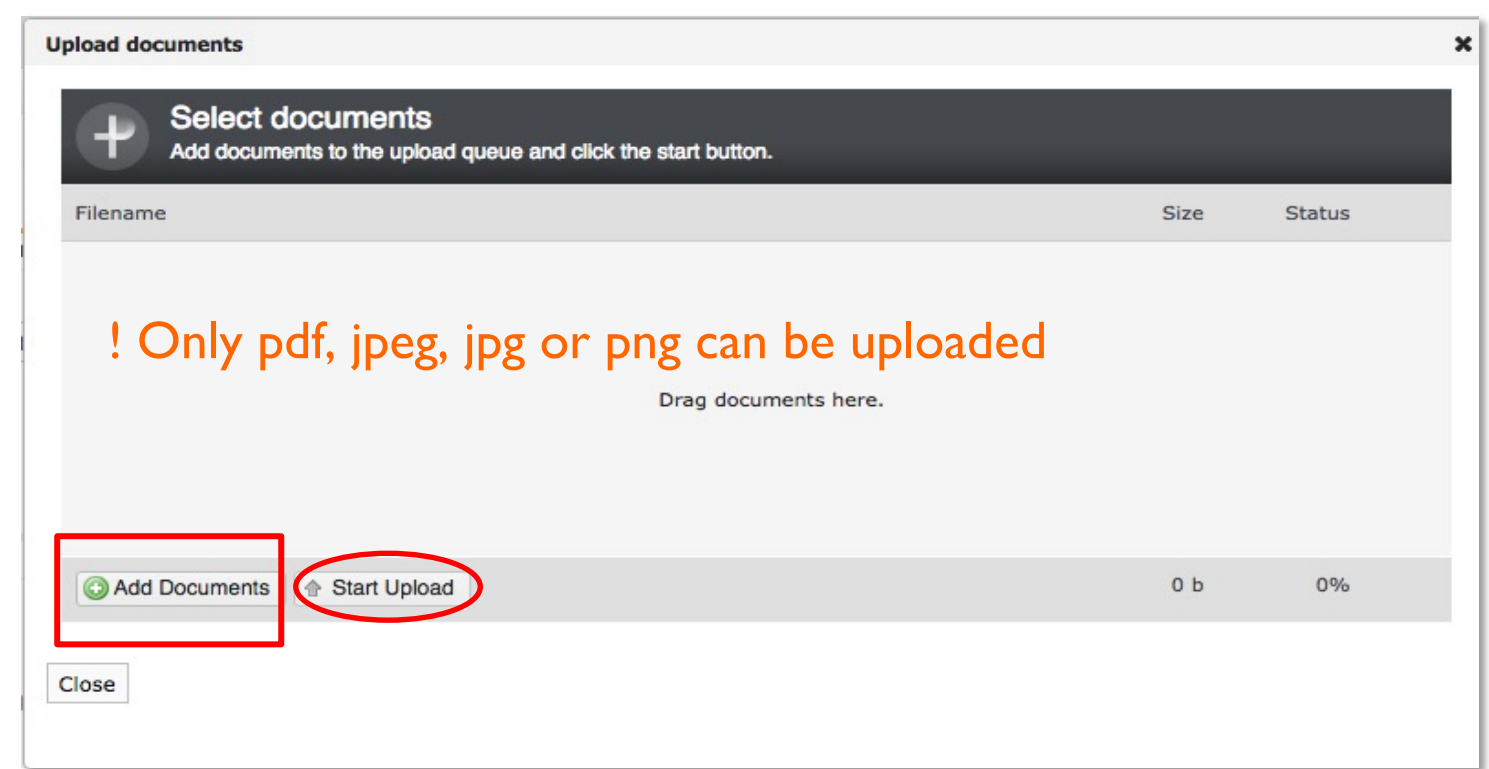 Upload documents
Select documents
Add documents to the upload queue and click the start button.
Filename Size Status
! Only pdf, jpeg, jpg or png can be uploaded
Drag documents here.
Add Documents Start Upload 0 b 0%
Close